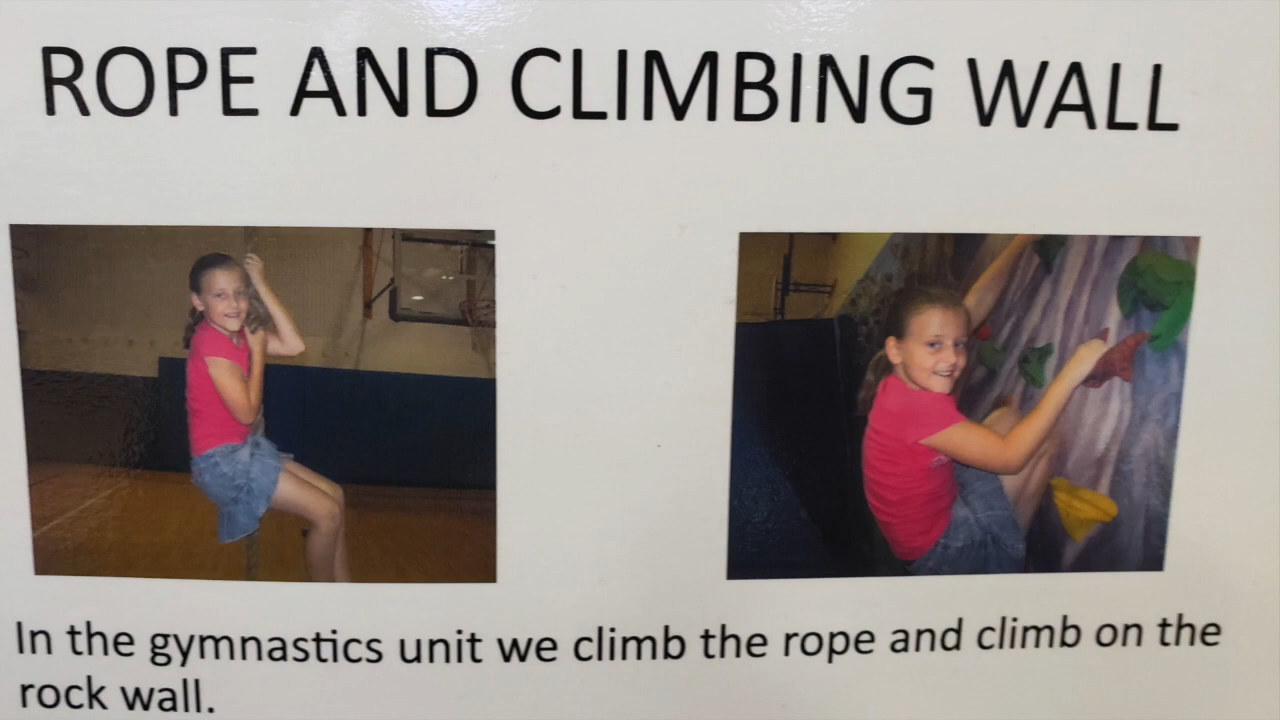 ROPE AND CLIMBING WALL
In the gymnastics unit we climb the rope and climb on the
rock wall.